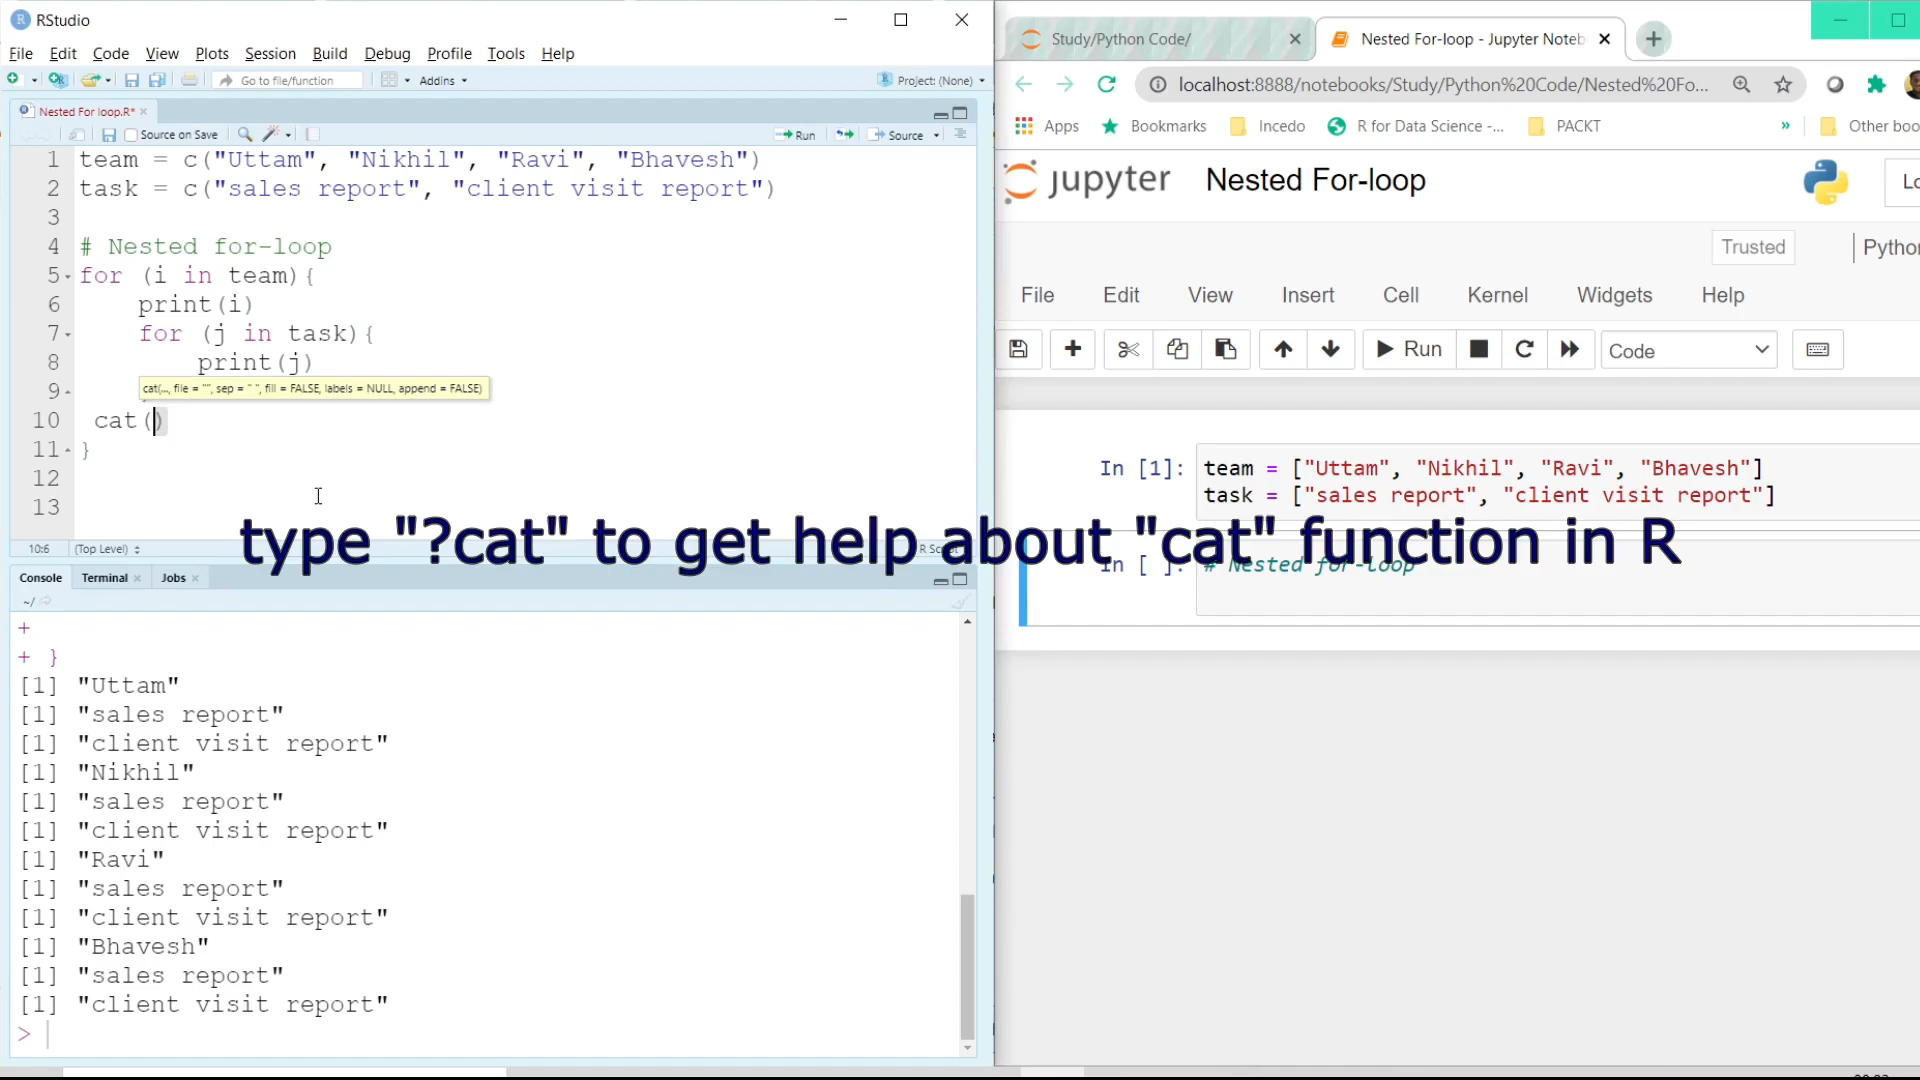 RStudio
File Edit Code View Plots Session Build Debug Profile Tools Help
Go to file/function Addins Project: (None)
Nested For loop.R*
Source on Save Run Source
1 team = c("Uttam", "Nikhil", "Ravi", "Bhavesh")
2 task = c("sales report", "client visit report")
3
4 # Nested for-loop
5 for (i in team){
6 print(i)
7 for (j in task){
8 print(j)
9
cat(..., file = "", sep = " ", fill = FALSE, labels = NULL, append = FALSE)
10 cat()
11 }
12
13
10:6 (Top Level) R Script
type "?cat" to get help about "cat" function in R
Console Terminal Jobs
~/
+
+ }
[1] "Uttam"
[1] "sales report"
[1] "client visit report"
[1] "Nikhil"
[1] "sales report"
[1] "client visit report"
[1] "Ravi"
[1] "sales report"
[1] "client visit report"
[1] "Bhavesh"
[1] "sales report"
[1] "client visit report"
>
Study/Python Code/ Nested For-loop - Jupyter Noteb
localhost:8888/notebooks/Study/Python%20Code/Nested%20Fo...
Apps Bookmarks Incedo R for Data Science -... PACKT » Other boo
jupyter Nested For-loop Lo
Trusted Python
File Edit View Insert Cell Kernel Widgets Help
Run Code
In [1]: team = ["Uttam", "Nikhil", "Ravi", "Bhavesh"]
task = ["sales report", "client visit report"]
In [ ]: # Nested for-loop